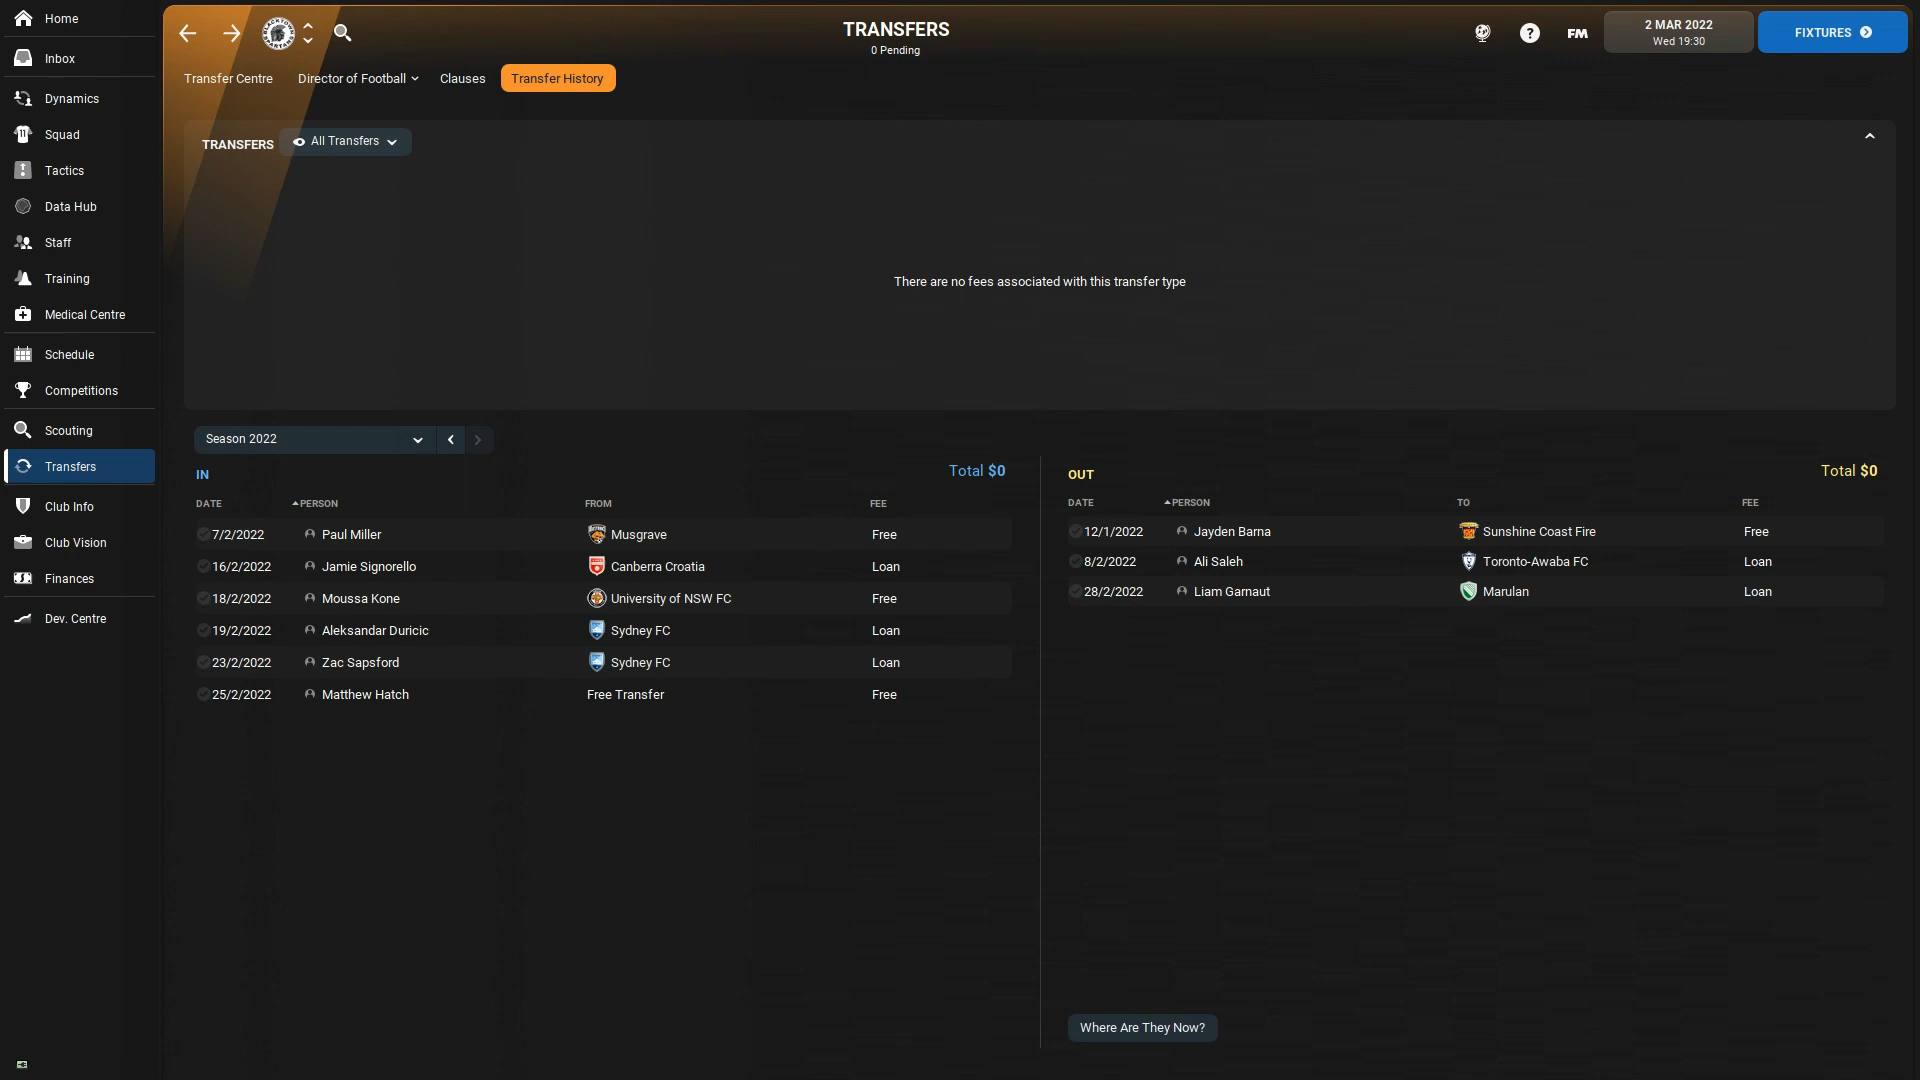 Home
Inbox
Dynamics
Squad
Tactics
Data Hub
Staff
Training
Medical Centre
Schedule
Competitions
Scouting
Transfers
Club Info
Club Vision
Finances
Dev. Centre
TRANSFERS
0 Pending
FM
2 MAR 2022
Wed 19:30
FIXTURES
Transfer Centre
Director of Football
Clauses
Transfer History
TRANSFERS
All Transfers
There are no fees associated with this transfer type
Season 2022
IN
Total $0
DATE PERSON FROM FEE
7/2/2022 Paul Miller Musgrave Free
16/2/2022 Jamie Signorello Canberra Croatia Loan
18/2/2022 Moussa Kone University of NSW FC Free
19/2/2022 Aleksandar Duricic Sydney FC Loan
23/2/2022 Zac Sapsford Sydney FC Loan
25/2/2022 Matthew Hatch Free Transfer Free
OUT
Total $0
DATE PERSON TO FEE
12/1/2022 Jayden Barna Sunshine Coast Fire Free
8/2/2022 Ali Saleh Toronto-Awaba FC Loan
28/2/2022 Liam Garnaut Marulan Loan
Where Are They Now?